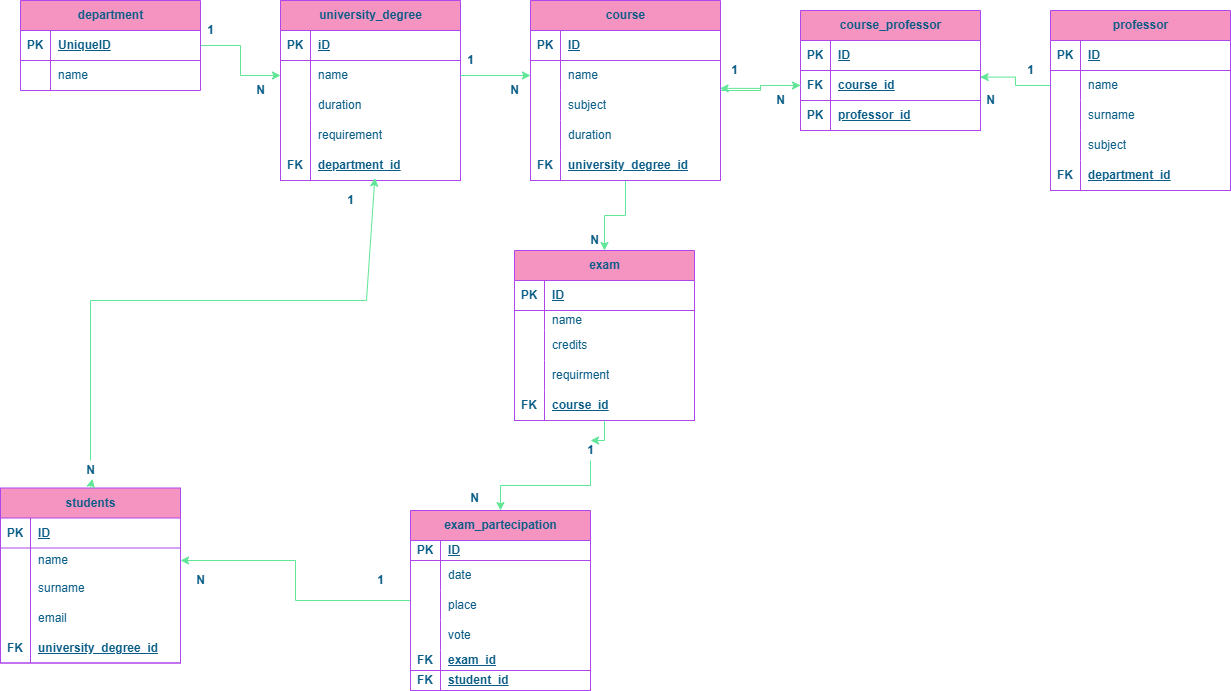 department
PK UniqueID
name
1
N
university_degree
PK iD
name
duration
requirement
FK department_id
1
N
course
PK ID
name
subject
duration
FK university_degree_id
1
N
course_professor
PK ID
FK course_id
PK professor_id
1
N
professor
PK ID
name
surname
subject
FK department_id
1
N
exam
PK ID
name
credits
requirment
FK course_id
1
N
N
students
PK ID
name
surname
email
FK university_degree_id
N
1
exam_partecipation
PK ID
date
place
vote
FK exam_id
FK student_id